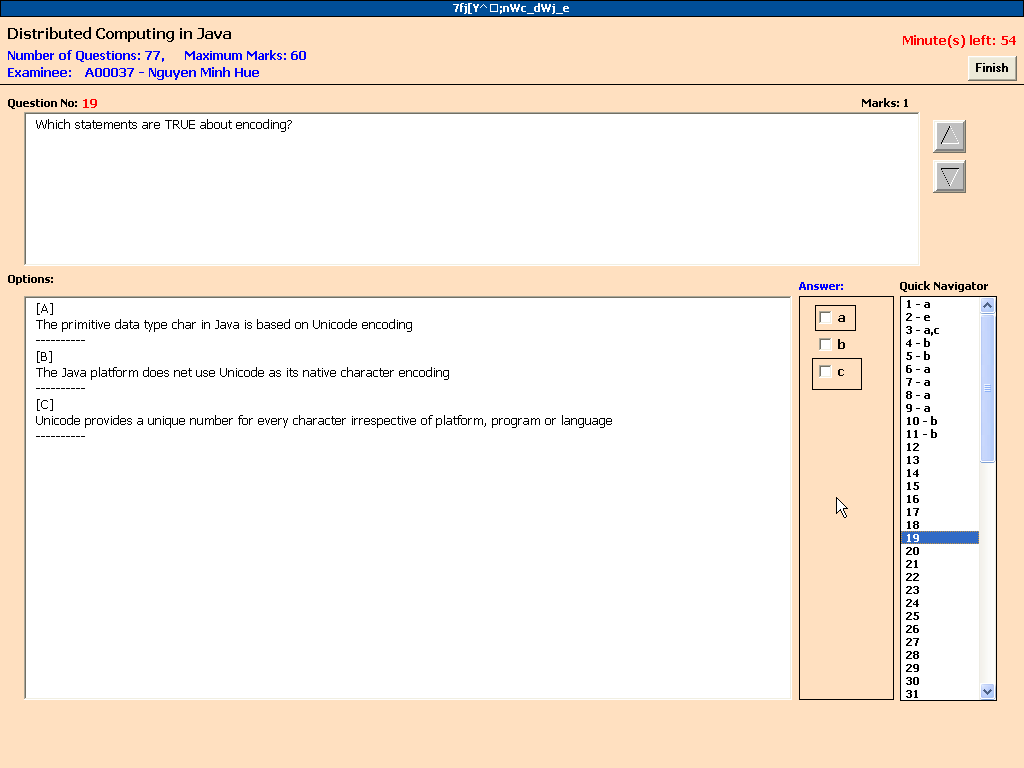 7fj[Y^ □;nWc_dWj_e
Distributed Computing in Java
Number of Questions: 77, Maximum Marks: 60
Minute(s) left: 54
Examinee: A00037 - Nguyen Minh Hue
Finish
Question No: 19
Marks: 1
Which statements are TRUE about encoding?
Options:
[A]
The primitive data type char in Java is based on Unicode encoding
----------
[B]
The Java platform does net use Unicode as its native character encoding
----------
[C]
Unicode provides a unique number for every character irrespective of platform, program or language
----------
Answer:
a
b
c
Quick Navigator
1 - a
2 - e
3 - a,c
4 - b
5 - b
6 - a
7 - a
8 - a
9 - a
10 - b
11 - b
12
13
14
15
16
17
18
19
20
21
22
23
24
25
26
27
28
29
30
31